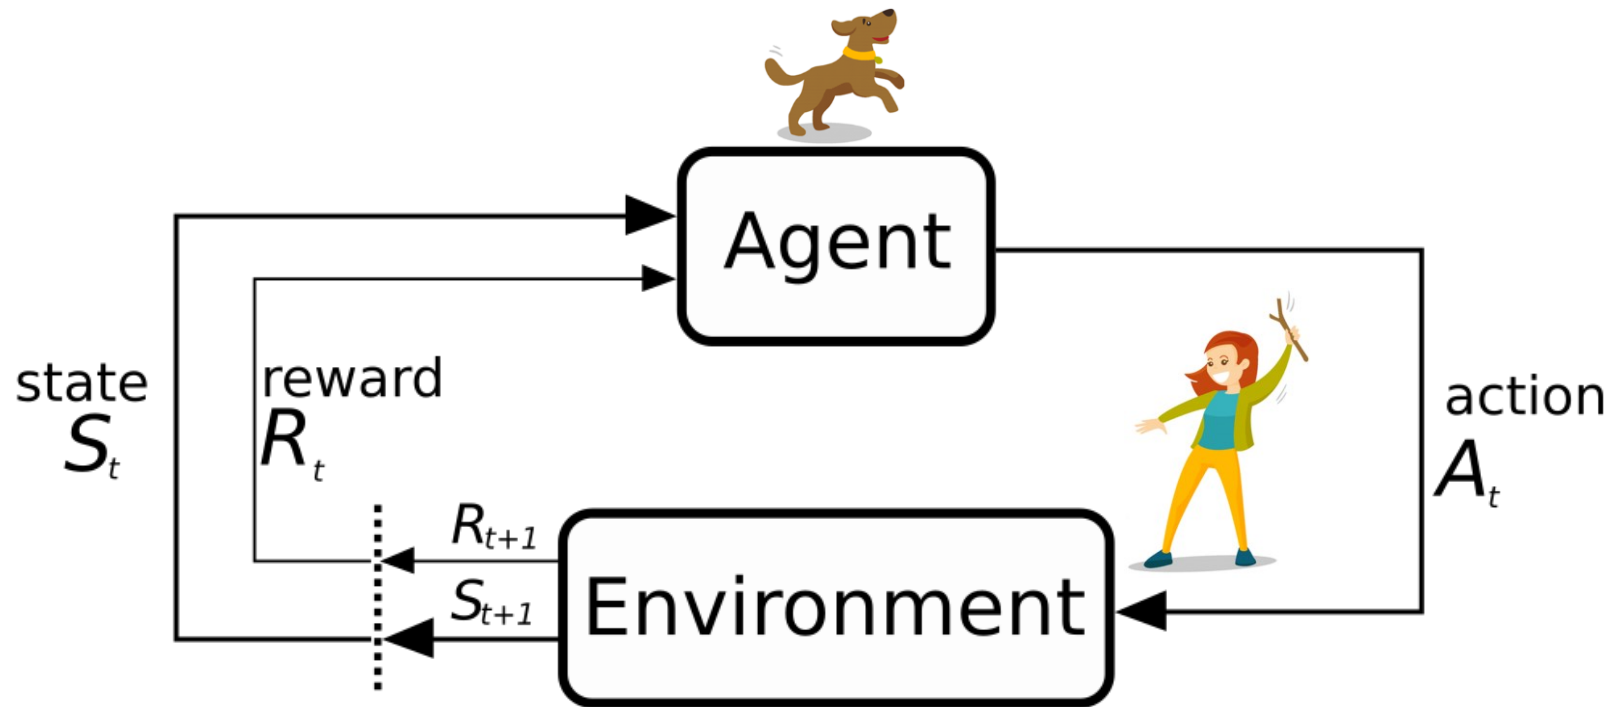 Agent
state
S_t
reward
R_t
action
A_t
R_{t+1}
S_{t+1}
Environment